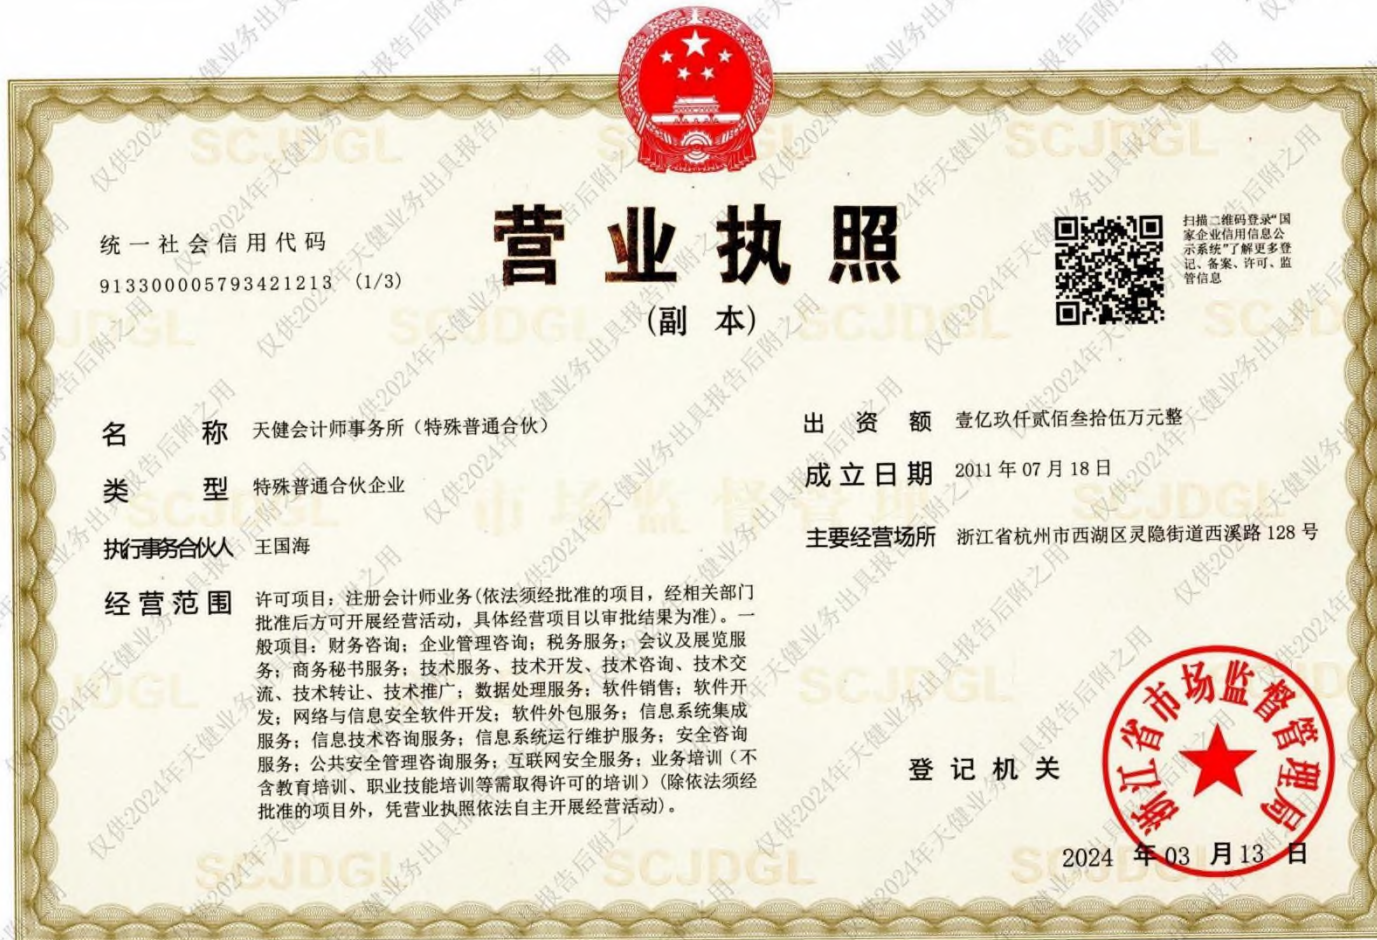 营业执照
(副 本)
统一社会信用代码
913300005793421213 (1/3)
扫描二维码登录“国
家企业信用信息公
示系统”了解更多登
记、备案、许可、监
管信息
名 称 天健会计师事务所（特殊普通合伙）
类 型 特殊普通合伙企业
执行事务合伙人 王国海
经营范围 许可项目：注册会计师业务(依法须经批准的项目，经相关部门
批准后方可开展经营活动，具体经营项目以审批结果为准)。一
般项目：财务咨询；企业管理咨询；税务服务；会议及展览服
务；商务秘书服务；技术服务、技术开发、技术咨询、技术交
流、技术转让、技术推广；数据处理服务；软件销售；软件开
发；网络与信息安全软件开发；软件外包服务；信息系统集成
服务；信息技术咨询服务；信息系统运行维护服务；安全咨询
服务；公共安全管理咨询服务；互联网安全服务；业务培训（不
含教育培训、职业技能培训等需取得许可的培训）(除依法须经
批准的项目外，凭营业执照依法自主开展经营活动)。
出 资 额 壹亿玖仟贰佰叁拾伍万元整
成立日期 2011 年 07 月 18 日
主要经营场所 浙江省杭州市西湖区灵隐街道西溪路 128 号
登记机关
浙江省市场监督管理局
2024 年 03 月 13 日
仅供2024年天健业务出具报告后附之用
SCJDGL
市场监督管理